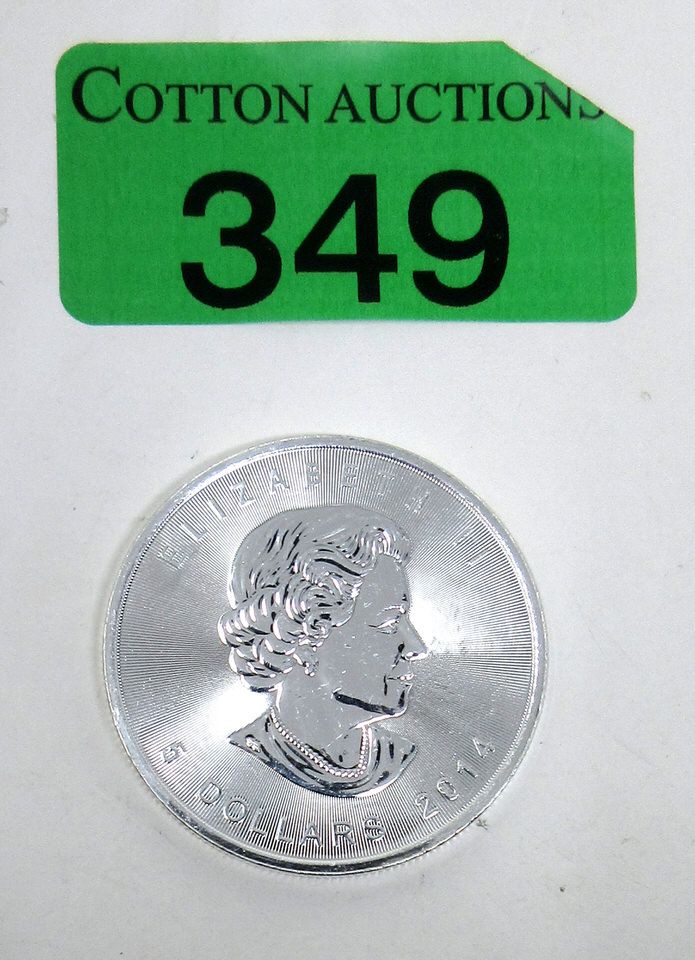 COTTON AUCTIONS
349
ELIZABETH II
5 DOLLARS 2014